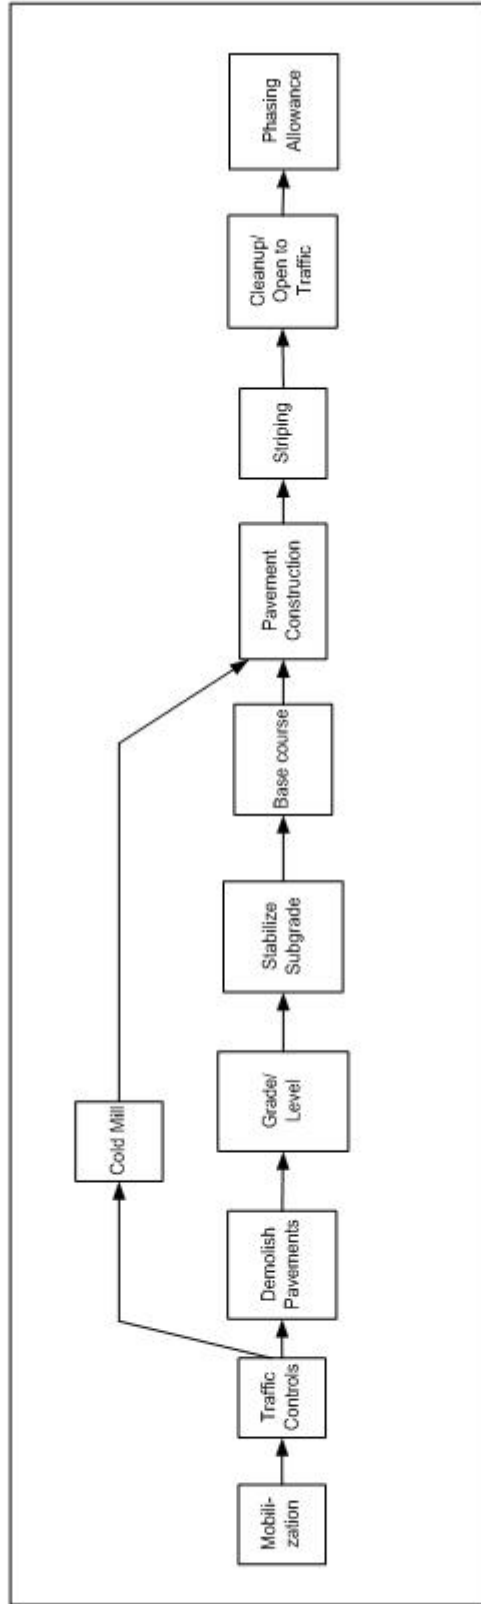 Mobili-
zation
Traffic
Controls
Cold Mill
Demolish
Pavements
Grade/
Level
Stabilize
Subgrade
Base course
Pavement
Construction
Striping
Cleanup/
Open to
Traffic
Phasing
Allowance